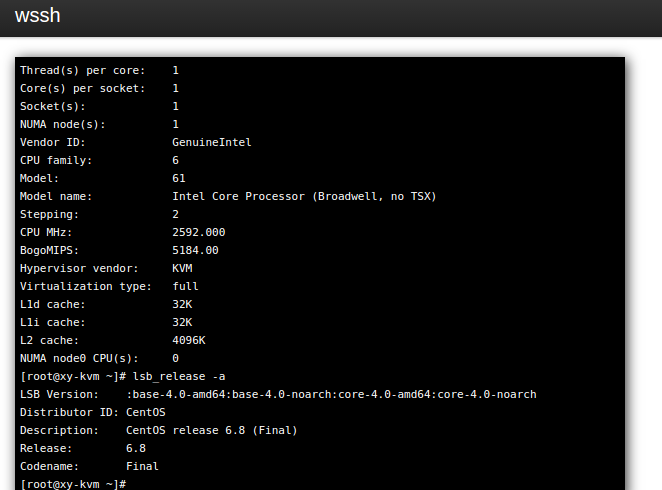 wssh
Thread(s) per core:    1
Core(s) per socket:    1
Socket(s):             1
NUMA node(s):          1
Vendor ID:             GenuineIntel
CPU family:            6
Model:                 61
Model name:            Intel Core Processor (Broadwell, no TSX)
Stepping:              2
CPU MHz:               2592.000
BogoMIPS:              5184.00
Hypervisor vendor:     KVM
Virtualization type:   full
L1d cache:             32K
L1i cache:             32K
L2 cache:              4096K
NUMA node0 CPU(s):     0
[root@xy-kvm ~]# lsb_release -a
LSB Version:    :base-4.0-amd64:base-4.0-noarch:core-4.0-amd64:core-4.0-noarch
Distributor ID: CentOS
Description:    CentOS release 6.8 (Final)
Release:        6.8
Codename:       Final
[root@xy-kvm ~]#